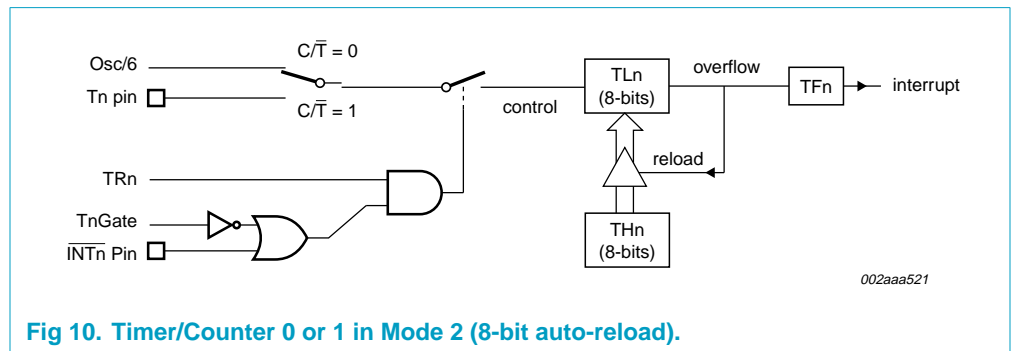 C/T̅ = 0
Osc/6
Tn pin
C/T̅ = 1
TLn
(8-bits)
overflow
TFn
interrupt
control
reload
TRn
TnGate
I̅N̅T̅n̅ Pin
THn
(8-bits)
002aaa521
Fig 10. Timer/Counter 0 or 1 in Mode 2 (8-bit auto-reload).